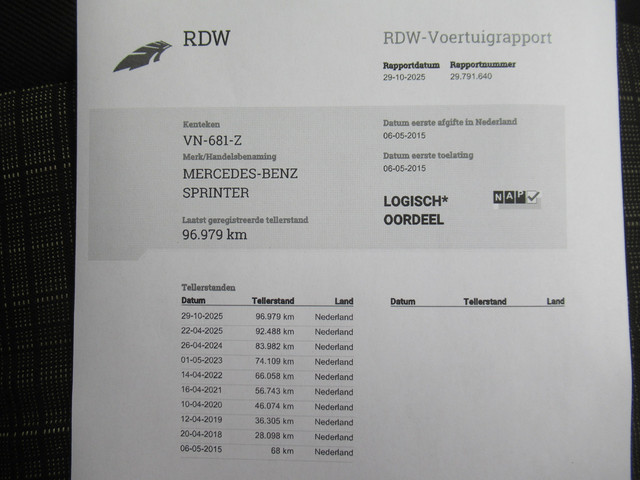 RDW
RDW-Voertuigrapport
Rapportdatum Rapportnummer
29-10-2025 29.791.640
Kenteken
VN-681-Z
Merk/Handelsbenaming
MERCEDES-BENZ
SPRINTER
Laatst geregistreerde tellerstand
96.979 km
Datum eerste afgifte in Nederland
06-05-2015
Datum eerste toelating
06-05-2015
LOGISCH*
OORDEEL
NAP
Tellerstanden
Datum Tellerstand Land
29-10-2025 96.979 km Nederland
22-04-2025 92.488 km Nederland
26-04-2024 83.982 km Nederland
01-05-2023 74.109 km Nederland
14-04-2022 66.058 km Nederland
16-04-2021 56.743 km Nederland
10-04-2020 46.074 km Nederland
12-04-2019 36.305 km Nederland
20-04-2018 28.098 km Nederland
06-05-2015 68 km Nederland
Datum Tellerstand Land